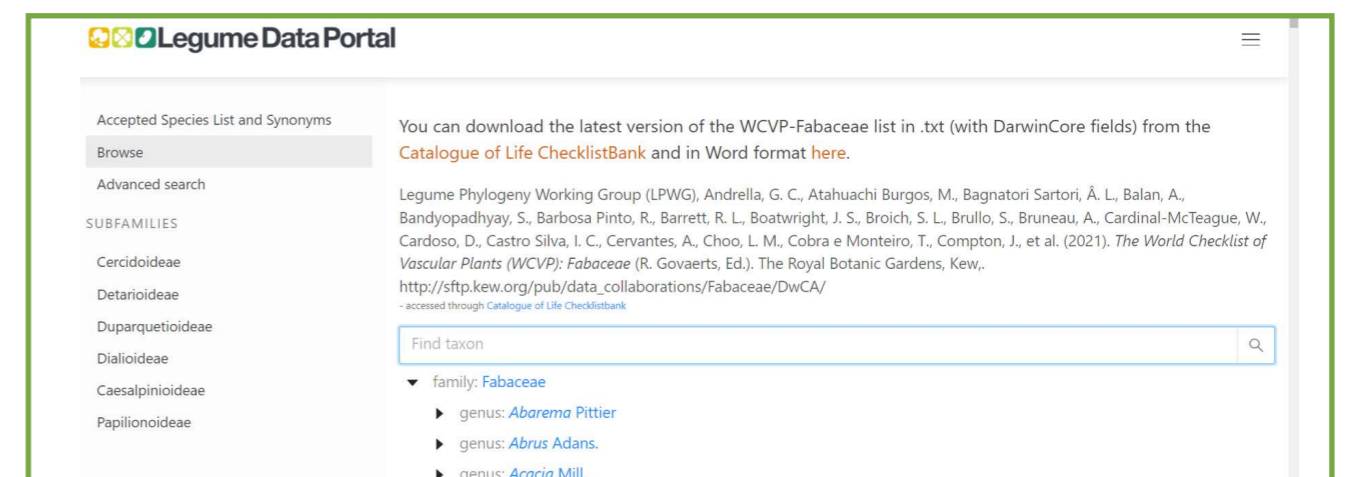 Legume Data Portal
Accepted Species List and Synonyms
Browse
Advanced search
SUBFAMILIES
Cercidoideae
Detarioideae
Duparquetioideae
Dialioideae
Caesalpinioideae
Papilionoideae
You can download the latest version of the WCVP-Fabaceae list in .txt (with DarwinCore fields) from the
Catalogue of Life ChecklistBank and in Word format here.
Legume Phylogeny Working Group (LPWG), Andrella, G. C., Atahuachi Burgos, M., Bagnatori Sartori, Â. L., Balan, A.,
Bandyopadhyay, S., Barbosa Pinto, R., Barrett, R. L., Boatwright, J. S., Broich, S. L., Brullo, S., Bruneau, A., Cardinal-McTeague, W.,
Cardoso, D., Castro Silva, I. C., Cervantes, A., Choo, L. M., Cobra e Monteiro, T., Compton, J., et al. (2021). The World Checklist of
Vascular Plants (WCVP): Fabaceae (R. Govaerts, Ed.). The Royal Botanic Gardens, Kew,.
http://sftp.kew.org/pub/data_collaborations/Fabaceae/DwCA/
- accessed through Catalogue of Life Checklistbank
Find taxon
family: Fabaceae
genus: Abarema Pittier
genus: Abrus Adans.
genus: Acacia Mill